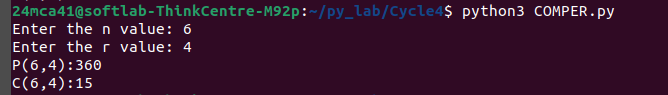 24mca41@softlab-ThinkCentre-M92p:~/py_lab/Cycle4$ python3 COMPER.py
Enter the n value: 6
Enter the r value: 4
P(6,4):360
C(6,4):15